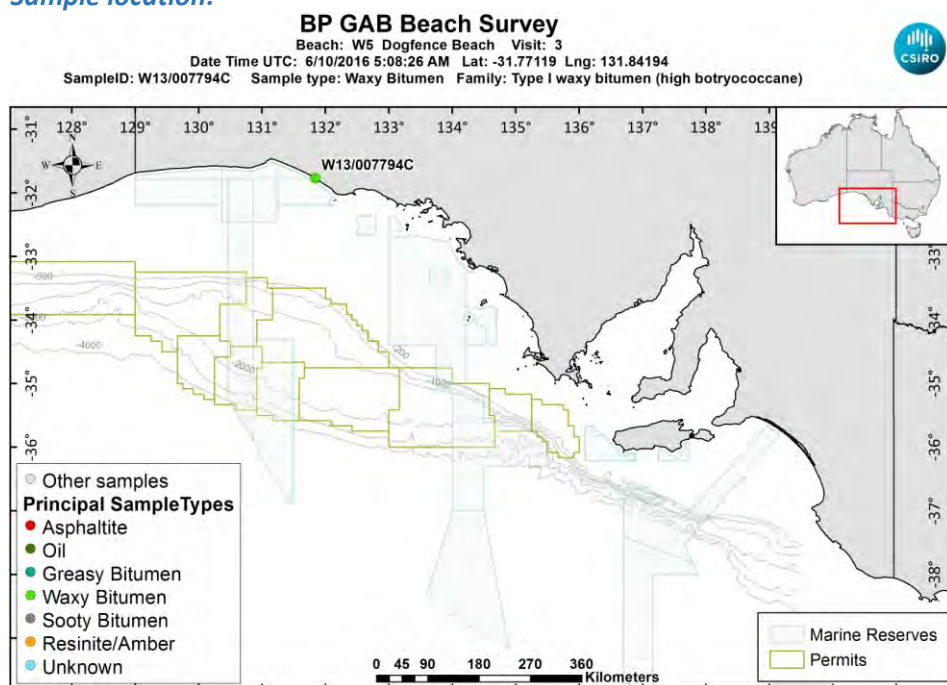 Sample location:
BP GAB Beach Survey
Beach: W5 Dogfence Beach Visit: 3
Date Time UTC: 6/10/2016 5:08:26 AM Lat: -31.77119 Lng: 131.84194
SampleID: W13/007794C Sample type: Waxy Bitumen Family: Type I waxy bitumen (high botryococcane)
CSIRO
128° 129° 130° 131° 132° 133° 134° 135° 136° 137° 138° 139
-31°
-32°
-33°
-34°
-35°
-36°
-37°
-38°
N
W E
S
W13/007794C
-33°
-34°
-35°
-36°
-37°
-38°
-200
-1000
-2000
-4000
Other samples
Principal SampleTypes
Asphaltite
Oil
Greasy Bitumen
Waxy Bitumen
Sooty Bitumen
Resinite/Amber
Unknown
0 45 90 180 270 360
Kilometers
Marine Reserves
Permits